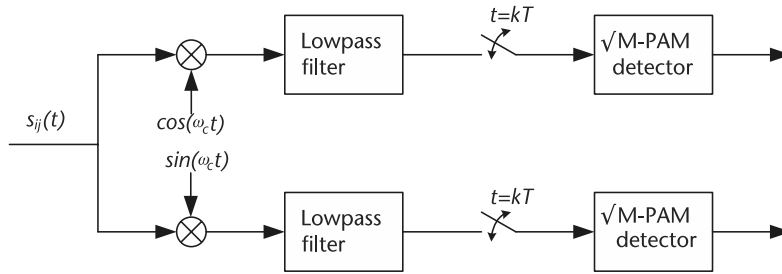 Lowpass
filter
t=kT
√M-PAM
detector
s_ij(t)
cos(ω_c t)
sin(ω_c t)
Lowpass
filter
t=kT
√M-PAM
detector